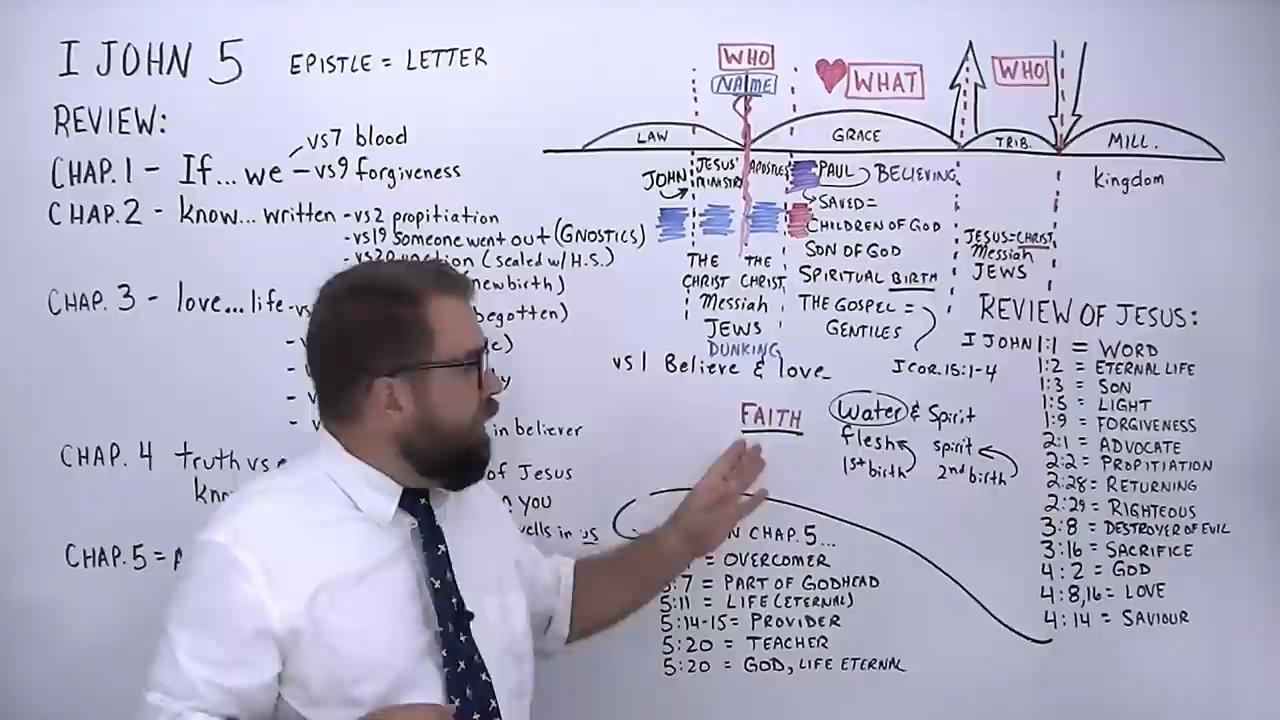 I JOHN 5
EPISTLE = LETTER
REVIEW:
CHAP. 1 - If... we
vs7 blood
vs9 forgiveness
CHAP. 2 - know... written
-vs2 propitiation
-vs19 Someone went out (GNOSTICS)
(sealed w/ H.S.)
newbirth)
CHAP. 3 - love... life
begotten)
in believer
CHAP. 4 truth vs
of Jesus
you
in us
CHAP. 5 =
WHO
NAME
WHAT
WHO
LAW
GRACE
TRIB.
MILL.
Kingdom
JOHN
JESUS'
MINISTRY
APOSTLES
PAUL
BELIEVING
SAVED =
CHILDREN OF GOD
SON OF GOD
SPIRITUAL BIRTH
THE GOSPEL =
GENTILES
I COR. 15:1-4
THE THE
CHRIST CHRIST
Messiah
JEWS
DUNKING
JESUS=CHRIST
Messiah
JEWS
vs 1 Believe & love
FAITH
Water & Spirit
flesh
1st birth
spirit
2nd birth
CHAP. 5...
= OVERCOMER
5:7 = PART OF GODHEAD
5:11 = LIFE (ETERNAL)
5:14-15 = PROVIDER
5:20 = TEACHER
5:20 = GOD, LIFE ETERNAL
REVIEW OF JESUS:
I JOHN 1:1 = WORD
1:2 = ETERNAL LIFE
1:3 = SON
1:5 = LIGHT
1:9 = FORGIVENESS
2:1 = ADVOCATE
2:2 = PROPITIATION
2:28 = RETURNING
2:29 = RIGHTEOUS
3:8 = DESTROYER OF EVIL
3:16 = SACRIFICE
4:2 = GOD
4:8,16 = LOVE
4:14 = SAVIOUR